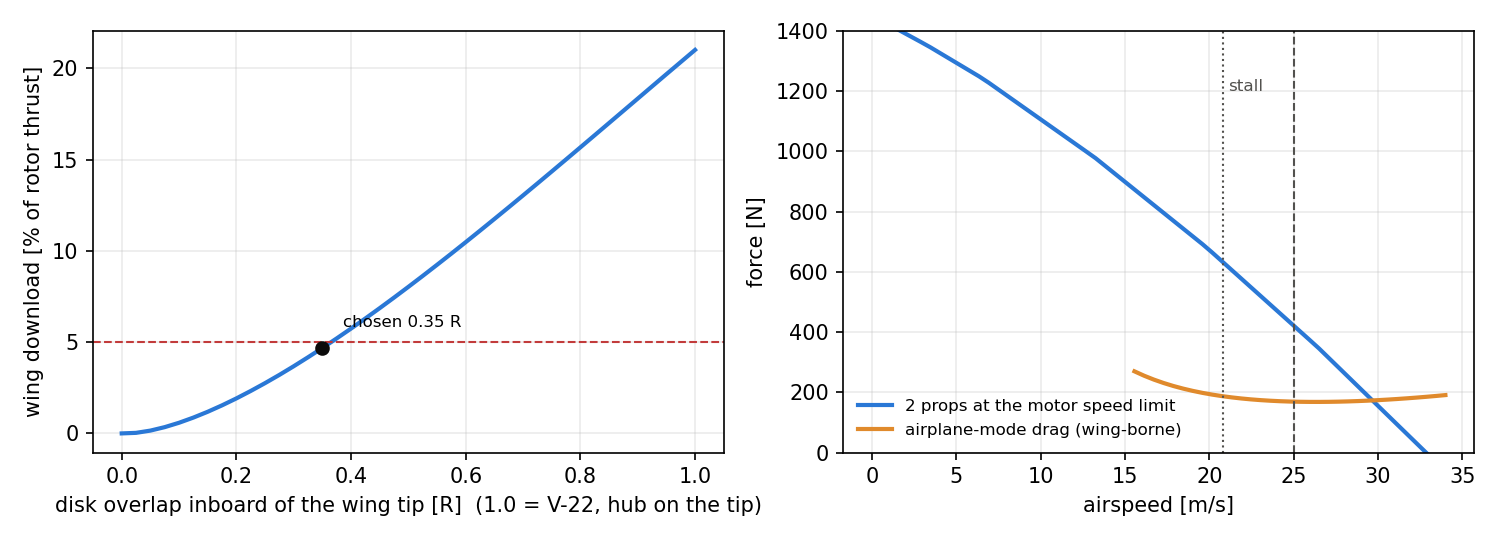 wing download [% of rotor thrust]
20
15
10
5
0
chosen 0.35 R
0.0 0.2 0.4 0.6 0.8 1.0
disk overlap inboard of the wing tip [R]  (1.0 = V-22, hub on the tip)
force [N]
1400
1200
1000
800
600
400
200
0
stall
2 props at the motor speed limit
airplane-mode drag (wing-borne)
0 5 10 15 20 25 30 35
airspeed [m/s]